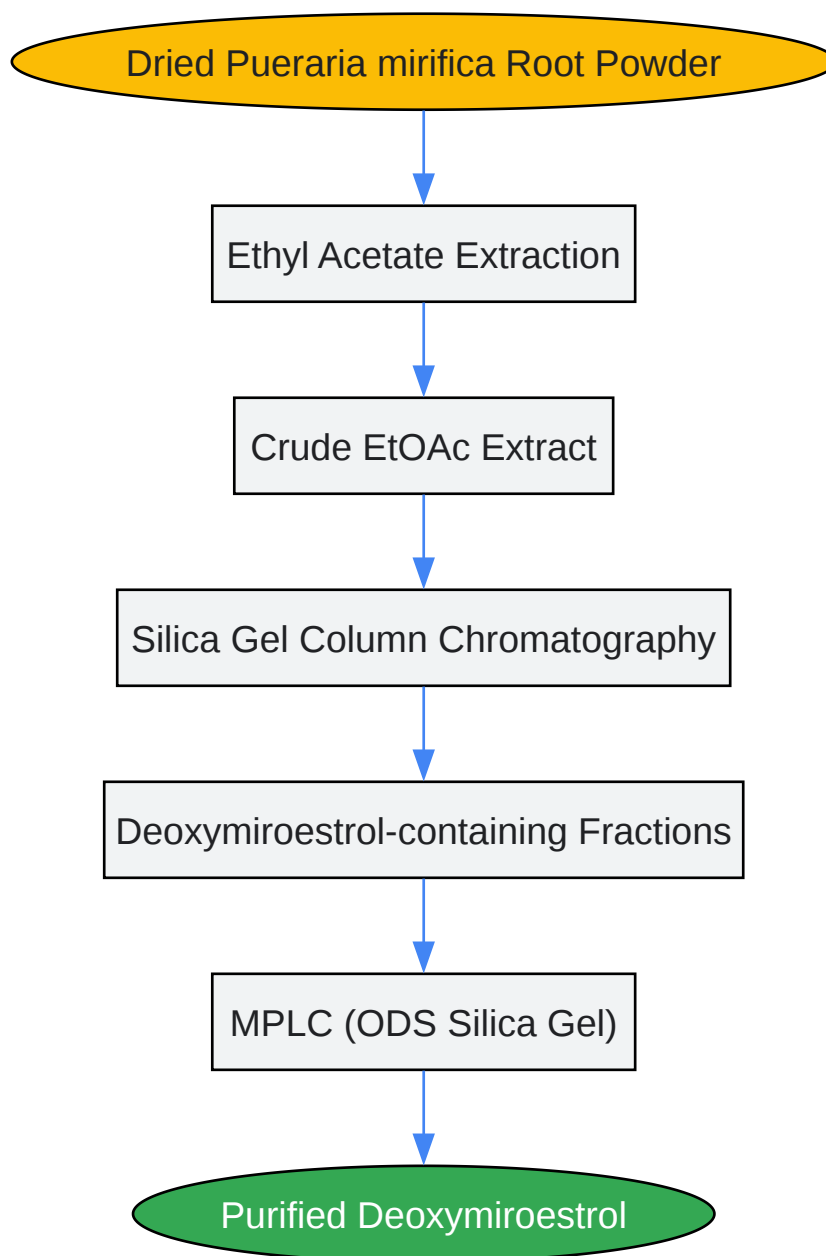 Dried Pueraria mirifica Root Powder
Ethyl Acetate Extraction
Crude EtOAc Extract
Silica Gel Column Chromatography
Deoxymiroestrol-containing Fractions
MPLC (ODS Silica Gel)
Purified Deoxymiroestrol